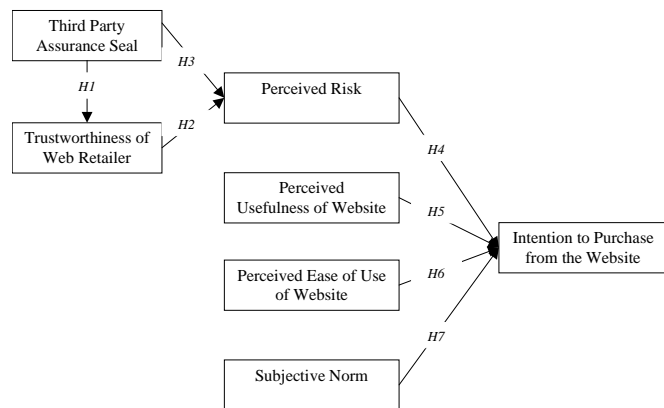 Third Party
Assurance Seal
H3
H1
Perceived Risk
H2
Trustworthiness of
Web Retailer
H4
Perceived
Usefulness of Website
H5
Intention to Purchase
from the Website
Perceived Ease of Use
of Website
H6
H7
Subjective Norm